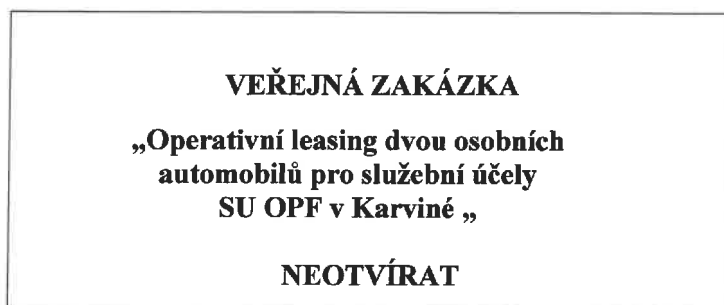 VEŘEJNÁ ZAKÁZKA
„Operativní leasing dvou osobních
automobilů pro služební účely
SU OPF v Karviné „
NEOTVÍRAT